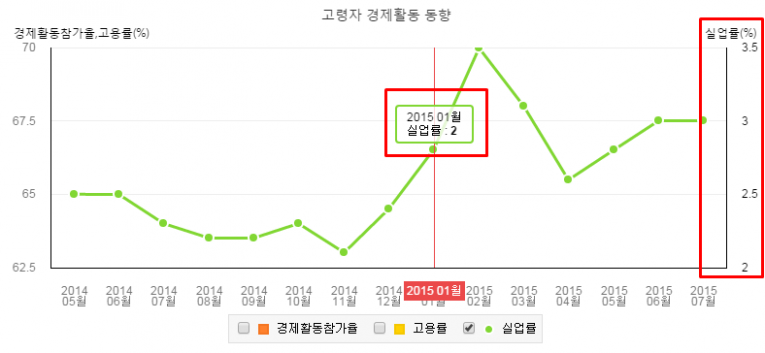 고령자 경제활동 동향
경제활동참가율,고용률(%)
실업률(%)
70
67.5
65
62.5
3.5
3
2.5
2
2015 01월
실업률 : 2
2014 05월
2014 06월
2014 07월
2014 08월
2014 09월
2014 10월
2014 11월
2014 12월
2015 01월
01월
2015 02월
2015 03월
2015 04월
2015 05월
2015 06월
2015 07월
경제활동참가율
고용률
실업률